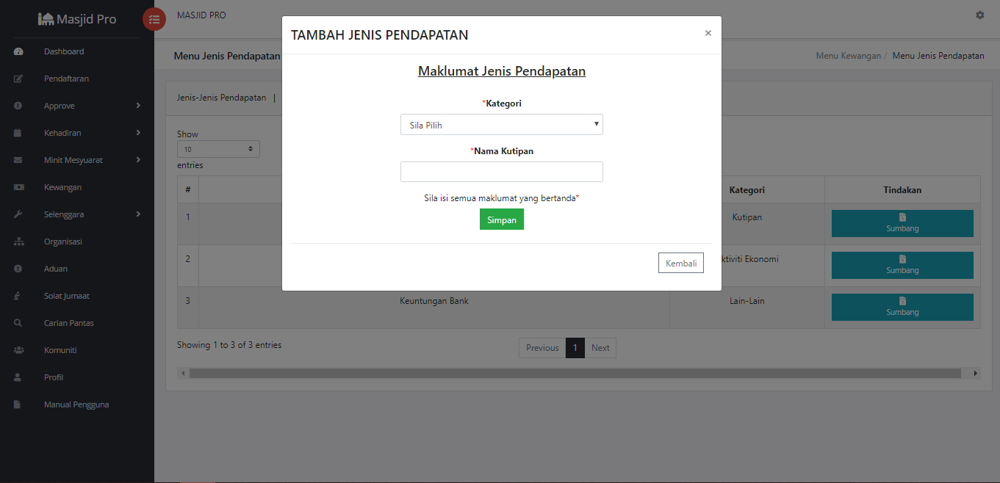 Masjid Pro
MASJID PRO
Dashboard
Pendaftaran
Approve
Kehadiran
Minit Mesyuarat
Kewangan
Selenggara
Organisasi
Aduan
Solat Jumaat
Carian Pantas
Komuniti
Profil
Manual Pengguna
Menu Jenis Pendapatan
Menu Kewangan / Menu Jenis Pendapatan
Jenis-Jenis Pendapatan |
Show
10
entries
# Kategori Tindakan
1 Kutipan Sumbang
2 ktiviti Ekonomi Sumbang
3 Keuntungan Bank Lain-Lain Sumbang
Showing 1 to 3 of 3 entries
Previous 1 Next
TAMBAH JENIS PENDAPATAN ×
Maklumat Jenis Pendapatan
*Kategori
Sila Pilih
*Nama Kutipan
Sila isi semua maklumat yang bertanda*
Simpan
Kembali